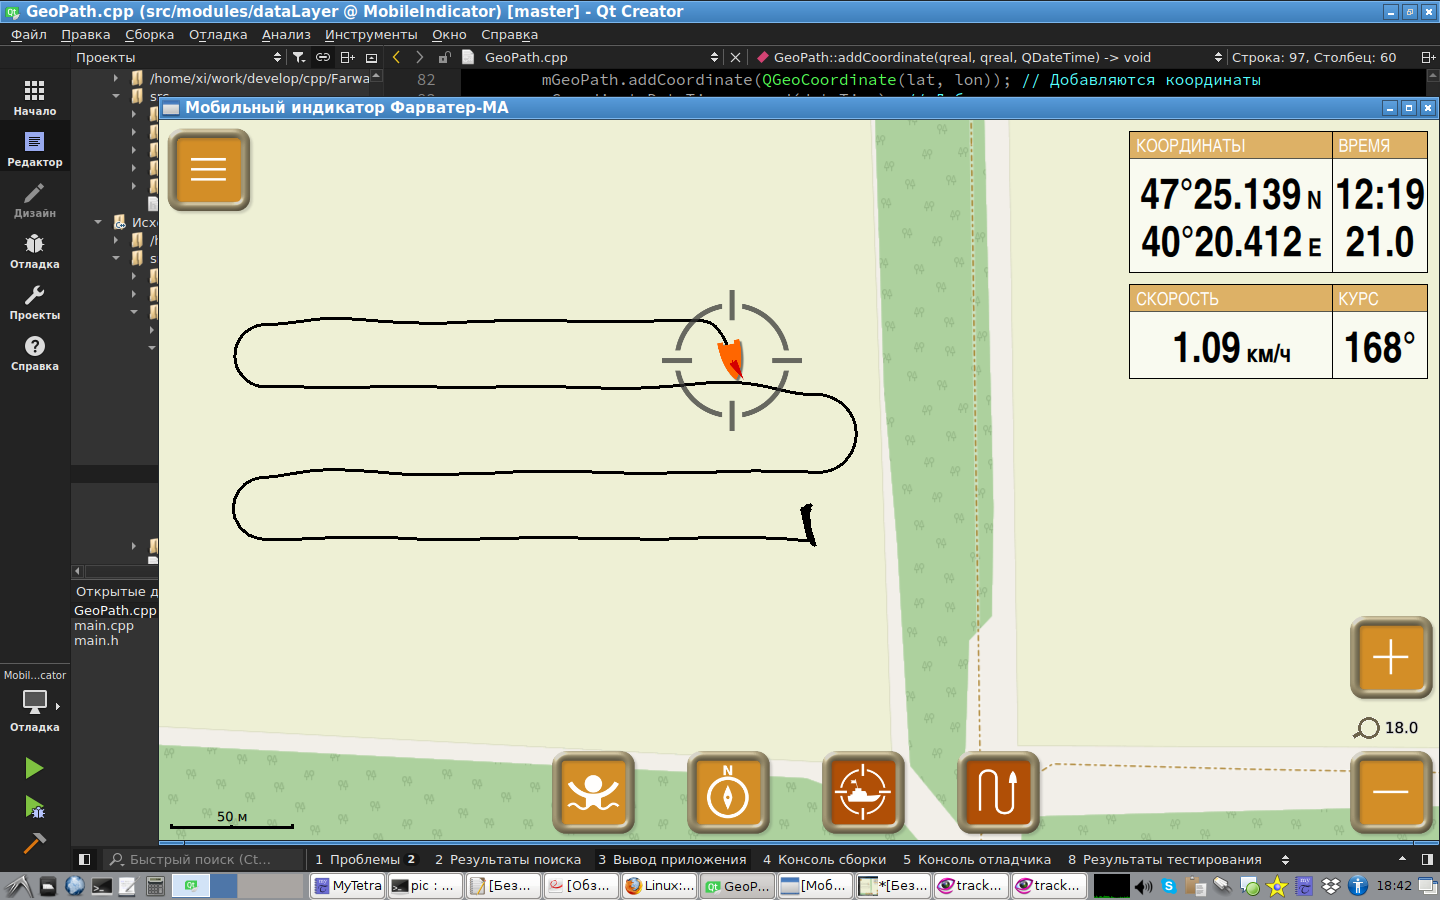 GeoPath.cpp (src/modules/dataLayer @ MobileIndicator) [master] - Qt Creator
Файл Правка Сборка Отладка Анализ Инструменты Окно Справка
Проекты GeoPath.cpp GeoPath::addCoordinate(qreal, qreal, QDateTime) -> void Строка: 97, Столбец: 60
/home/xi/work/develop/cpp/Farwa
82 mGeoPath.addCoordinate(QGeoCoordinate(lat, lon)); // Добавляются координаты
Мобильный индикатор Фарватер-МА
Начало
Редактор
Дизайн
Отладка
Проекты
Справка
Исхо
КООРДИНАТЫ ВРЕМЯ
47°25.139 N 12:19
40°20.412 E 21.0
СКОРОСТЬ КУРС
1.09 км/ч 168°
Открытые д
GeoPath.cpp
main.cpp
main.h
Mobil...cator
Отладка
18.0
N
50 м
Быстрый поиск (Ct... 1 Проблемы 2 2 Результаты поиска 3 Вывод приложения 4 Консоль сборки 5 Консоль отладчика 8 Результаты тестирования
MyTetra pic : ... [Без... [Обз... Linux:... GeoP... [Моб... *[Без... track... track... 18:42